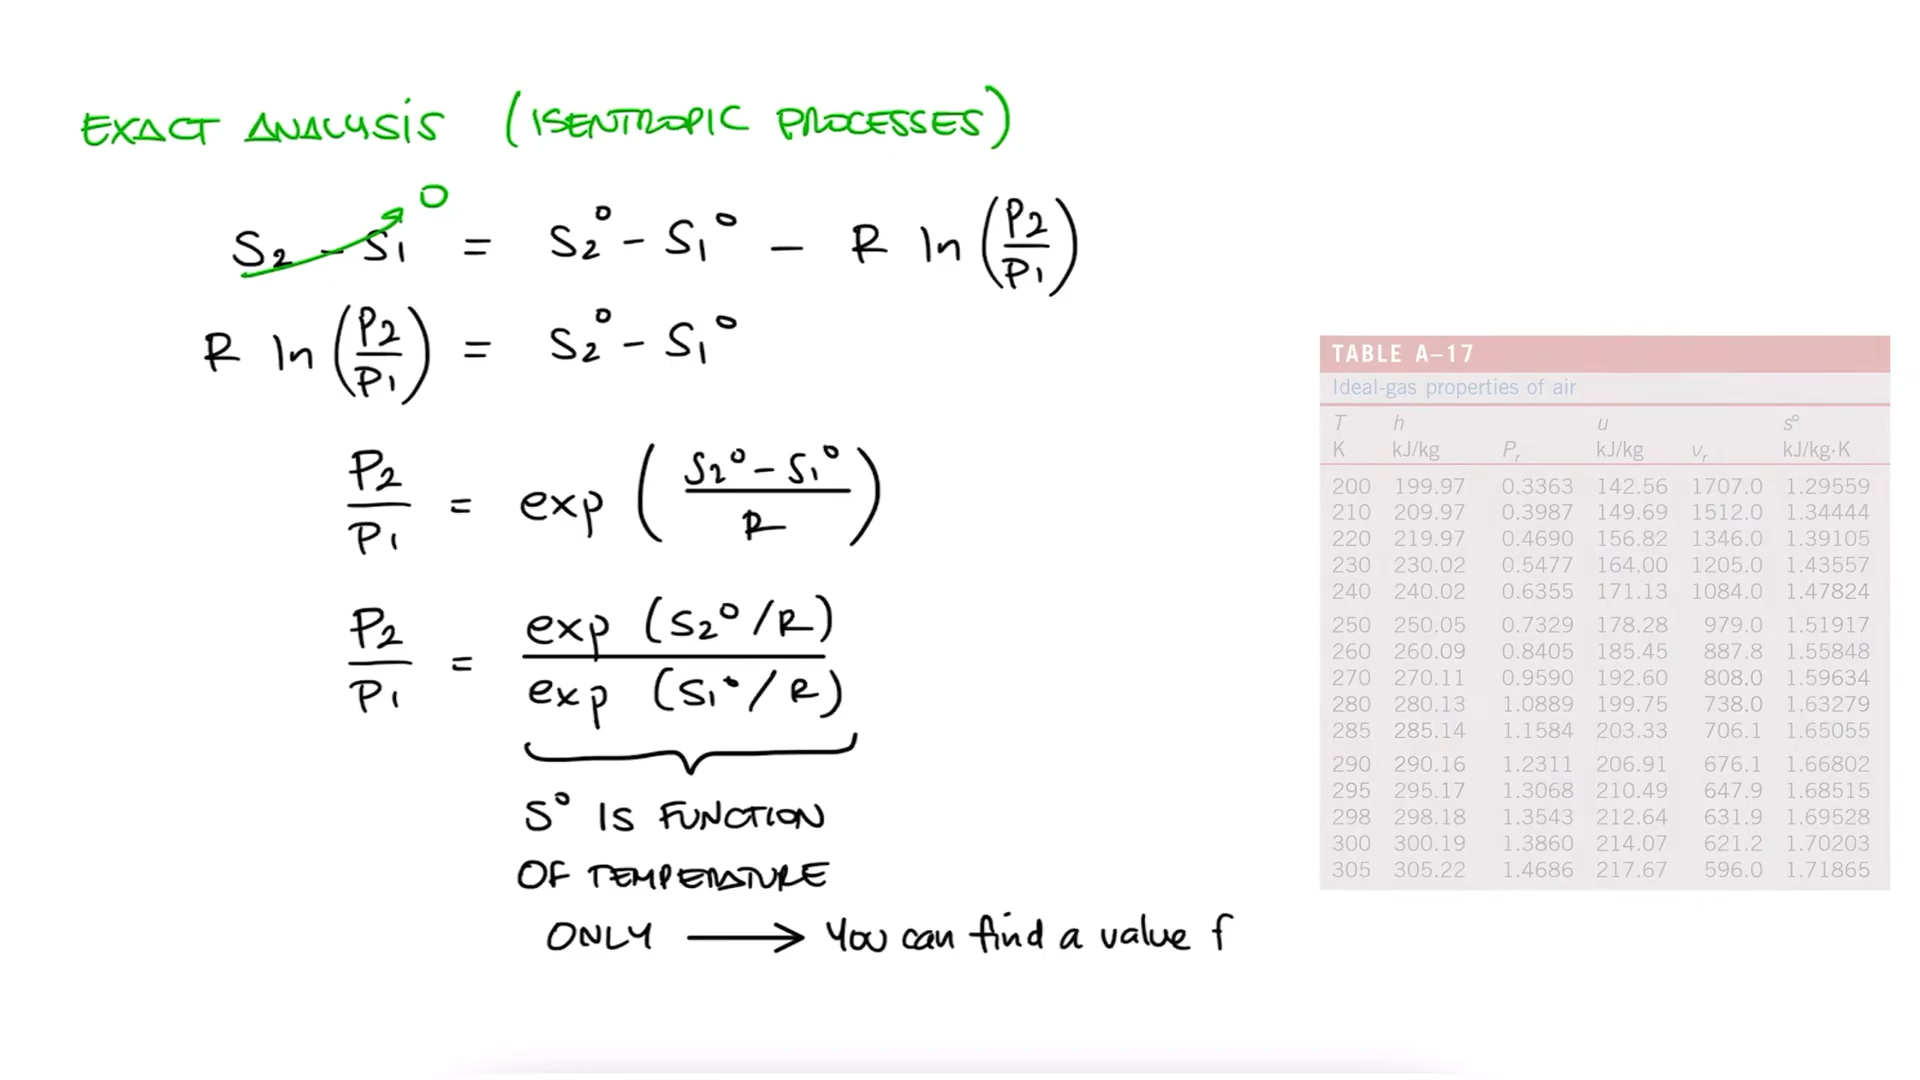 EXACT ANALYSIS (ISENTROPIC PROCESSES)
S₂ - S₁ → 0 = S₂° - S₁° - R ln(P₂/P₁)
R ln(P₂/P₁) = S₂° - S₁°
P₂/P₁ = exp((S₂° - S₁°)/R)
P₂/P₁ = exp(S₂°/R) / exp(S₁°/R)
S° IS FUNCTION
OF TEMPERATURE
ONLY → You can find a value f
TABLE A–17
Ideal-gas properties of air
T h u s°
K kJ/kg Pr kJ/kg vr kJ/kg·K
200 199.97 0.3363 142.56 1707.0 1.29559
210 209.97 0.3987 149.69 1512.0 1.34444
220 219.97 0.4690 156.82 1346.0 1.39105
230 230.02 0.5477 164.00 1205.0 1.43557
240 240.02 0.6355 171.13 1084.0 1.47824
250 250.05 0.7329 178.28 979.0 1.51917
260 260.09 0.8405 185.45 887.8 1.55848
270 270.11 0.9590 192.60 808.0 1.59634
280 280.13 1.0889 199.75 738.0 1.63279
285 285.14 1.1584 203.33 706.1 1.65055
290 290.16 1.2311 206.91 676.1 1.66802
295 295.17 1.3068 210.49 647.9 1.68515
298 298.18 1.3543 212.64 631.9 1.69528
300 300.19 1.3860 214.07 621.2 1.70203
305 305.22 1.4686 217.67 596.0 1.71865